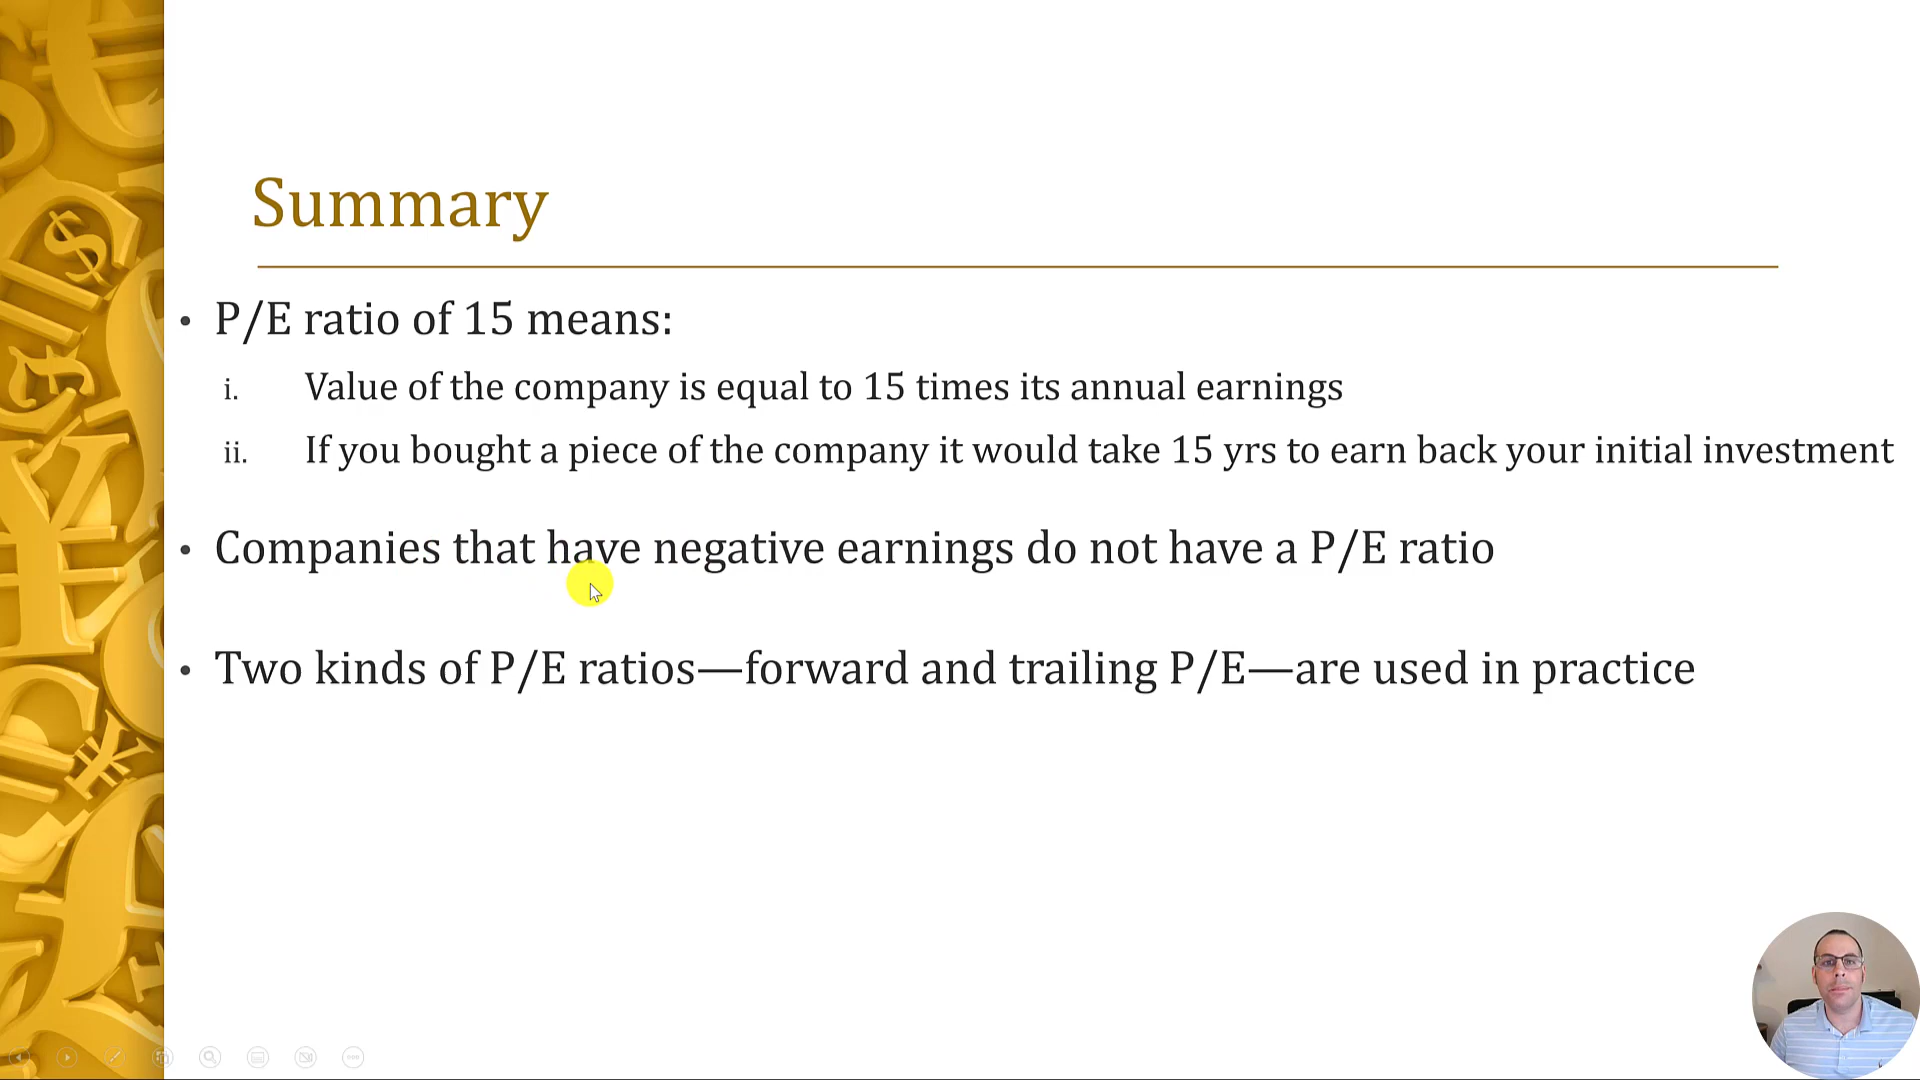 Summary
• P/E ratio of 15 means:
i. Value of the company is equal to 15 times its annual earnings
ii. If you bought a piece of the company it would take 15 yrs to earn back your initial investment
• Companies that have negative earnings do not have a P/E ratio
• Two kinds of P/E ratios—forward and trailing P/E—are used in practice